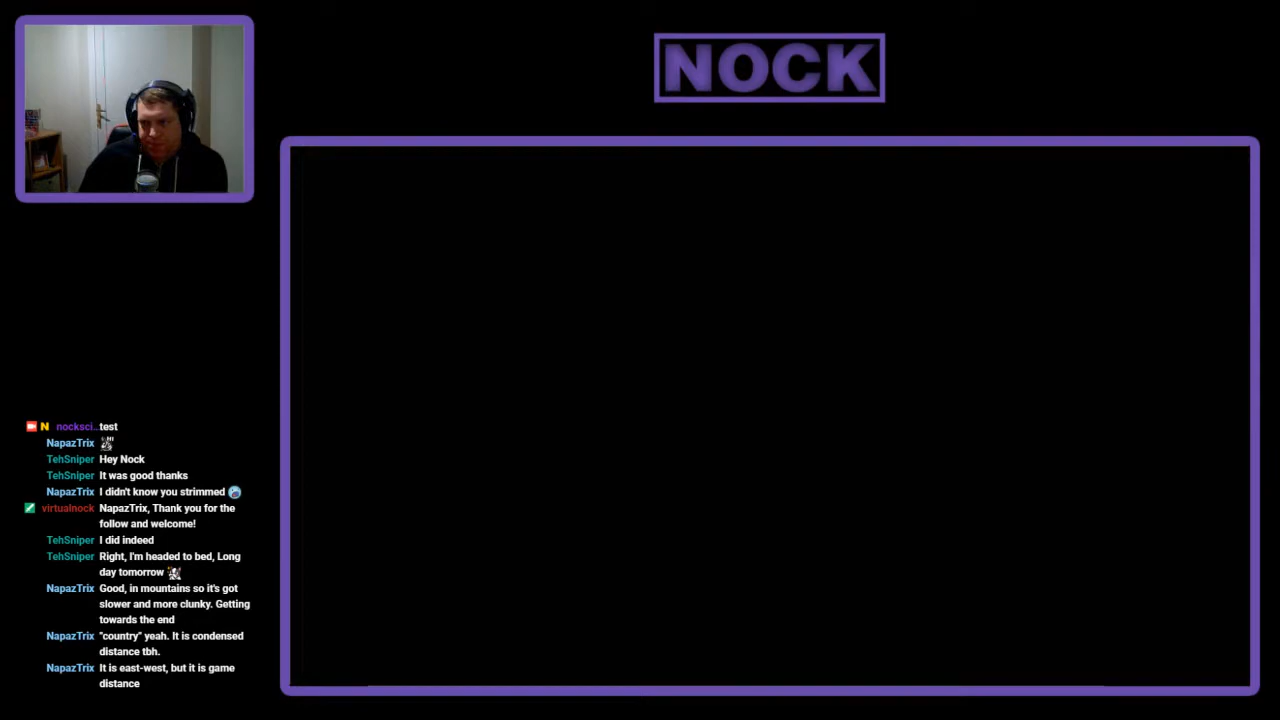 NOCK
nocksci.. test
NapazTrix
TehSniper Hey Nock
TehSniper It was good thanks
NapazTrix I didn't know you strimmed
virtualnock NapazTrix, Thank you for the
follow and welcome!
TehSniper I did indeed
TehSniper Right, I'm headed to bed, Long
day tomorrow
NapazTrix Good, in mountains so it's got
slower and more clunky. Getting
towards the end
NapazTrix "country" yeah. It is condensed
distance tbh.
NapazTrix It is east-west, but it is game
distance